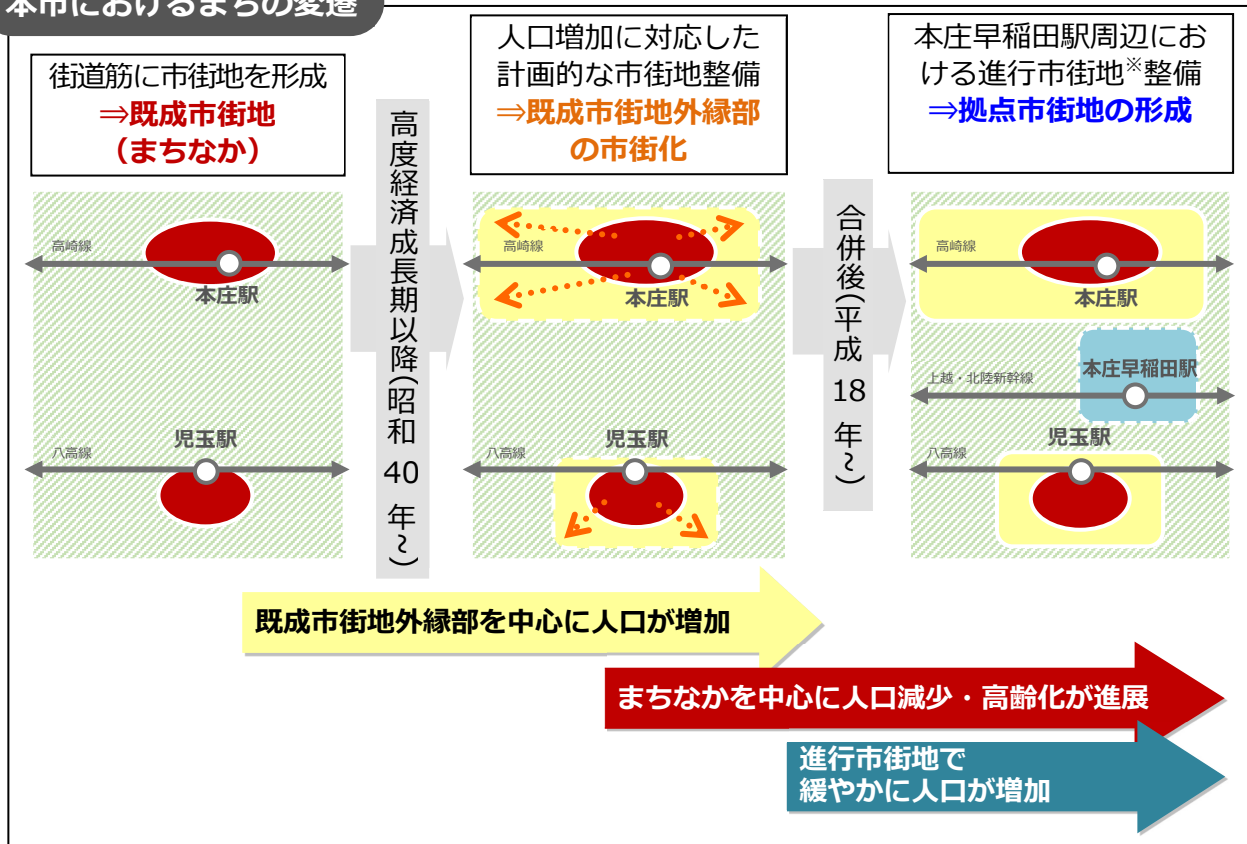 本市におけるまちの変遷
街道筋に市街地を形成
⇒既成市街地
(まちなか)
高度経済成長期以降(昭和 40 年~)
人口増加に対応した
計画的な市街地整備
⇒既成市街地外縁部
の市街化
合併後(平成 18 年~)
本庄早稲田駅周辺にお
ける進行市街地※整備
⇒拠点市街地の形成
高崎線
本庄駅
八高線
児玉駅
高崎線
本庄駅
八高線
児玉駅
高崎線
本庄駅
上越・北陸新幹線
本庄早稲田駅
八高線
児玉駅
既成市街地外縁部を中心に人口が増加
まちなかを中心に人口減少・高齢化が進展
進行市街地で
緩やかに人口が増加